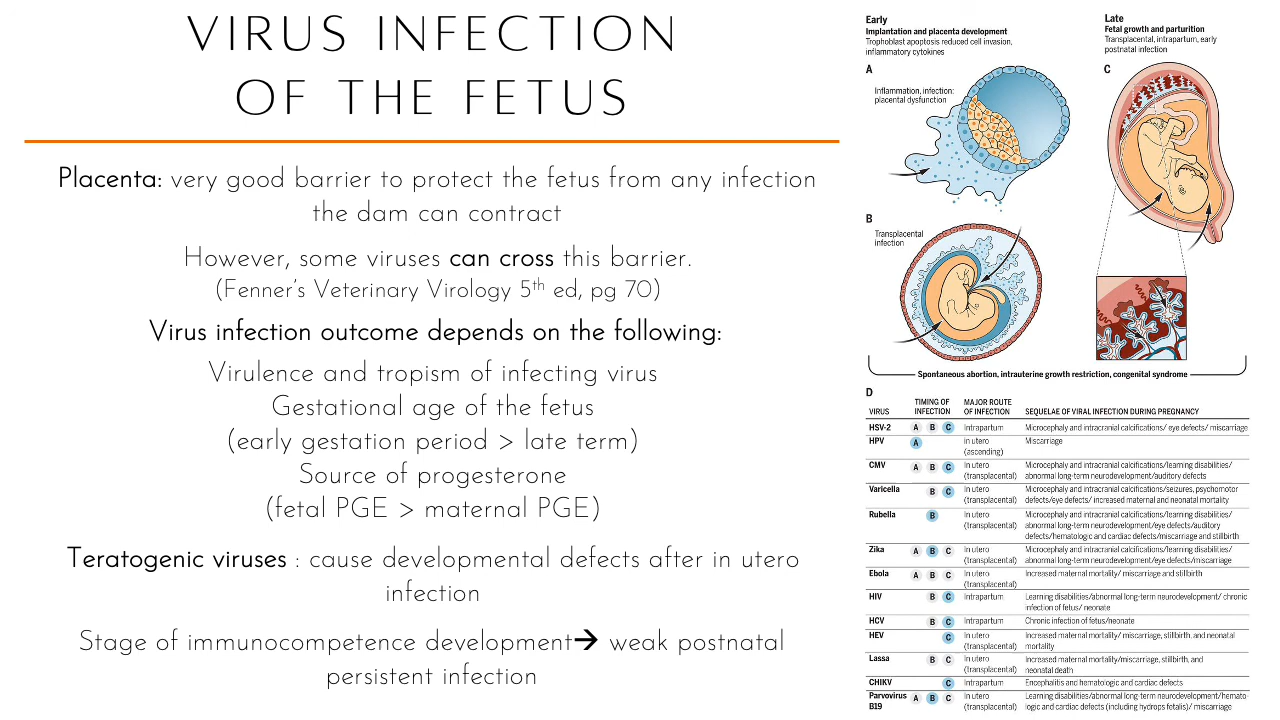 VIRUS INFECTION
OF THE FETUS
Placenta: very good barrier to protect the fetus from any infection
the dam can contract
However, some viruses can cross this barrier.
(Fenner's Veterinary Virology 5th ed, pg 70)
Virus infection outcome depends on the following:
Virulence and tropism of infecting virus
Gestational age of the fetus
(early gestation period > late term)
Source of progesterone
(fetal PGE > maternal PGE)
Teratogenic viruses : cause developmental defects after in utero
infection
Stage of immunocompetence development→ weak postnatal
persistent infection
Early
Implantation and placenta development
Trophoblast apoptosis reduced cell invasion,
inflammatory cytokines
A
Inflammation, infection:
placental dysfunction
B
Transplacental
infection
Late
Fetal growth and parturition
Transplacental, intrapartum, early
postnatal infection
C
Spontaneous abortion, intrauterine growth restriction, congenital syndrome
D
VIRUS TIMING OF INFECTION MAJOR ROUTE OF INFECTION SEQUELAE OF VIRAL INFECTION DURING PREGNANCY
HSV-2 A B C Intrapartum Microcephaly and intracranial calcifications/ eye defects/ miscarriage
HPV A In utero Miscarriage
(ascending)
CMV A B C In utero Microcephaly and intracranial calcifications/learning disabilities/
(transplacental) abnormal long-term neurodevelopment/auditory defects
Varicella B C In utero Microcephaly and intracranial calcifications/seizures, psychomotor
(transplacental) defects/eye defects/ increased maternal and neonatal mortality
Rubella B In utero Microcephaly and intracranial calcifications/learning disabilities/
(transplacental) abnormal long-term neurodevelopment/eye defects/auditory
defects/hematologic and cardiac defects/miscarriage and stillbirth
Zika A B C In utero Microcephaly and intracranial calcifications/learning disabilities/
(transplacental) abnormal long-term neurodevelopment/eye defects/miscarriage
Ebola A B C In utero Increased maternal mortality/ miscarriage and stillbirth
(transplacental)
HIV B C Intrapartum Learning disabilities/abnormal long-term neurodevelopment/ chronic
infection of fetus/ neonate
HCV B C Intrapartum Chronic infection of fetus/neonate
HEV C In utero Increased maternal mortality/ miscarriage, stillbirth, and neonatal
(transplacental) mortality
Lassa B C In utero Increased maternal mortality/miscarriage, stillbirth, and
(transplacental) neonatal death
CHIKV C Intrapartum Encephalitis and hematologic and cardiac defects
Parvovirus A B C In utero Learning disabilities/abnormal long-term neurodevelopment/hemato-
B19 (transplacental) logic and cardiac defects (including hydrops fetalis)/ miscarriage